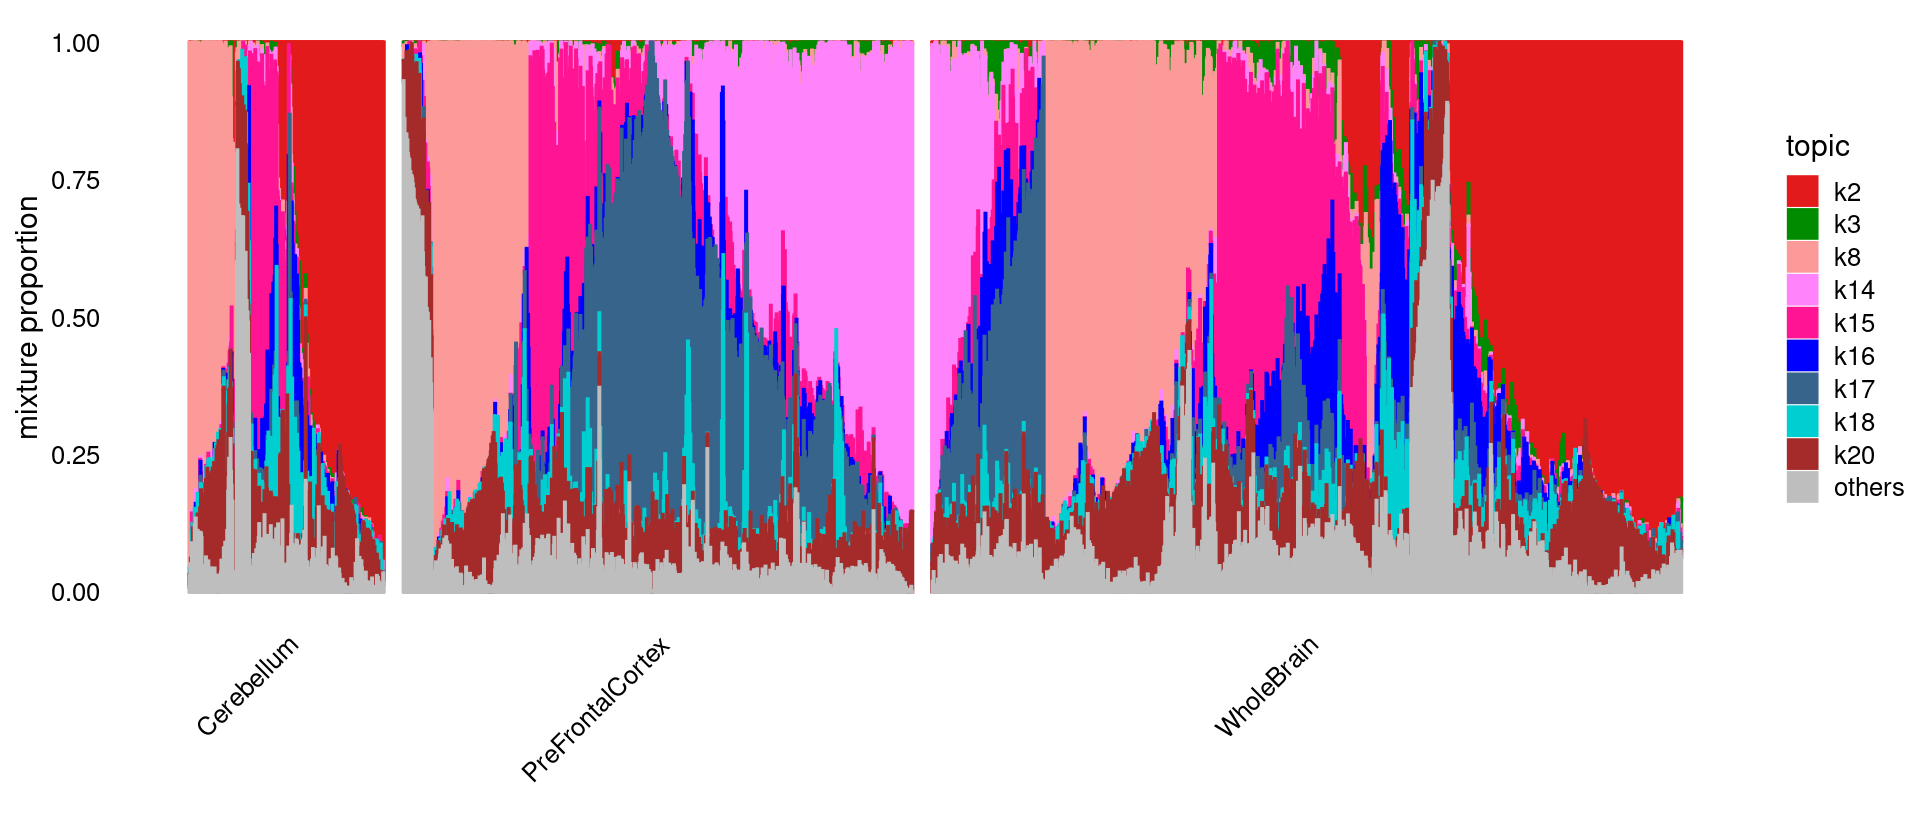 1.00
0.75
0.50
0.25
0.00
mixture proportion
Cerebellum
PreFrontalCortex
WholeBrain
topic
k2
k3
k8
k14
k15
k16
k17
k18
k20
others